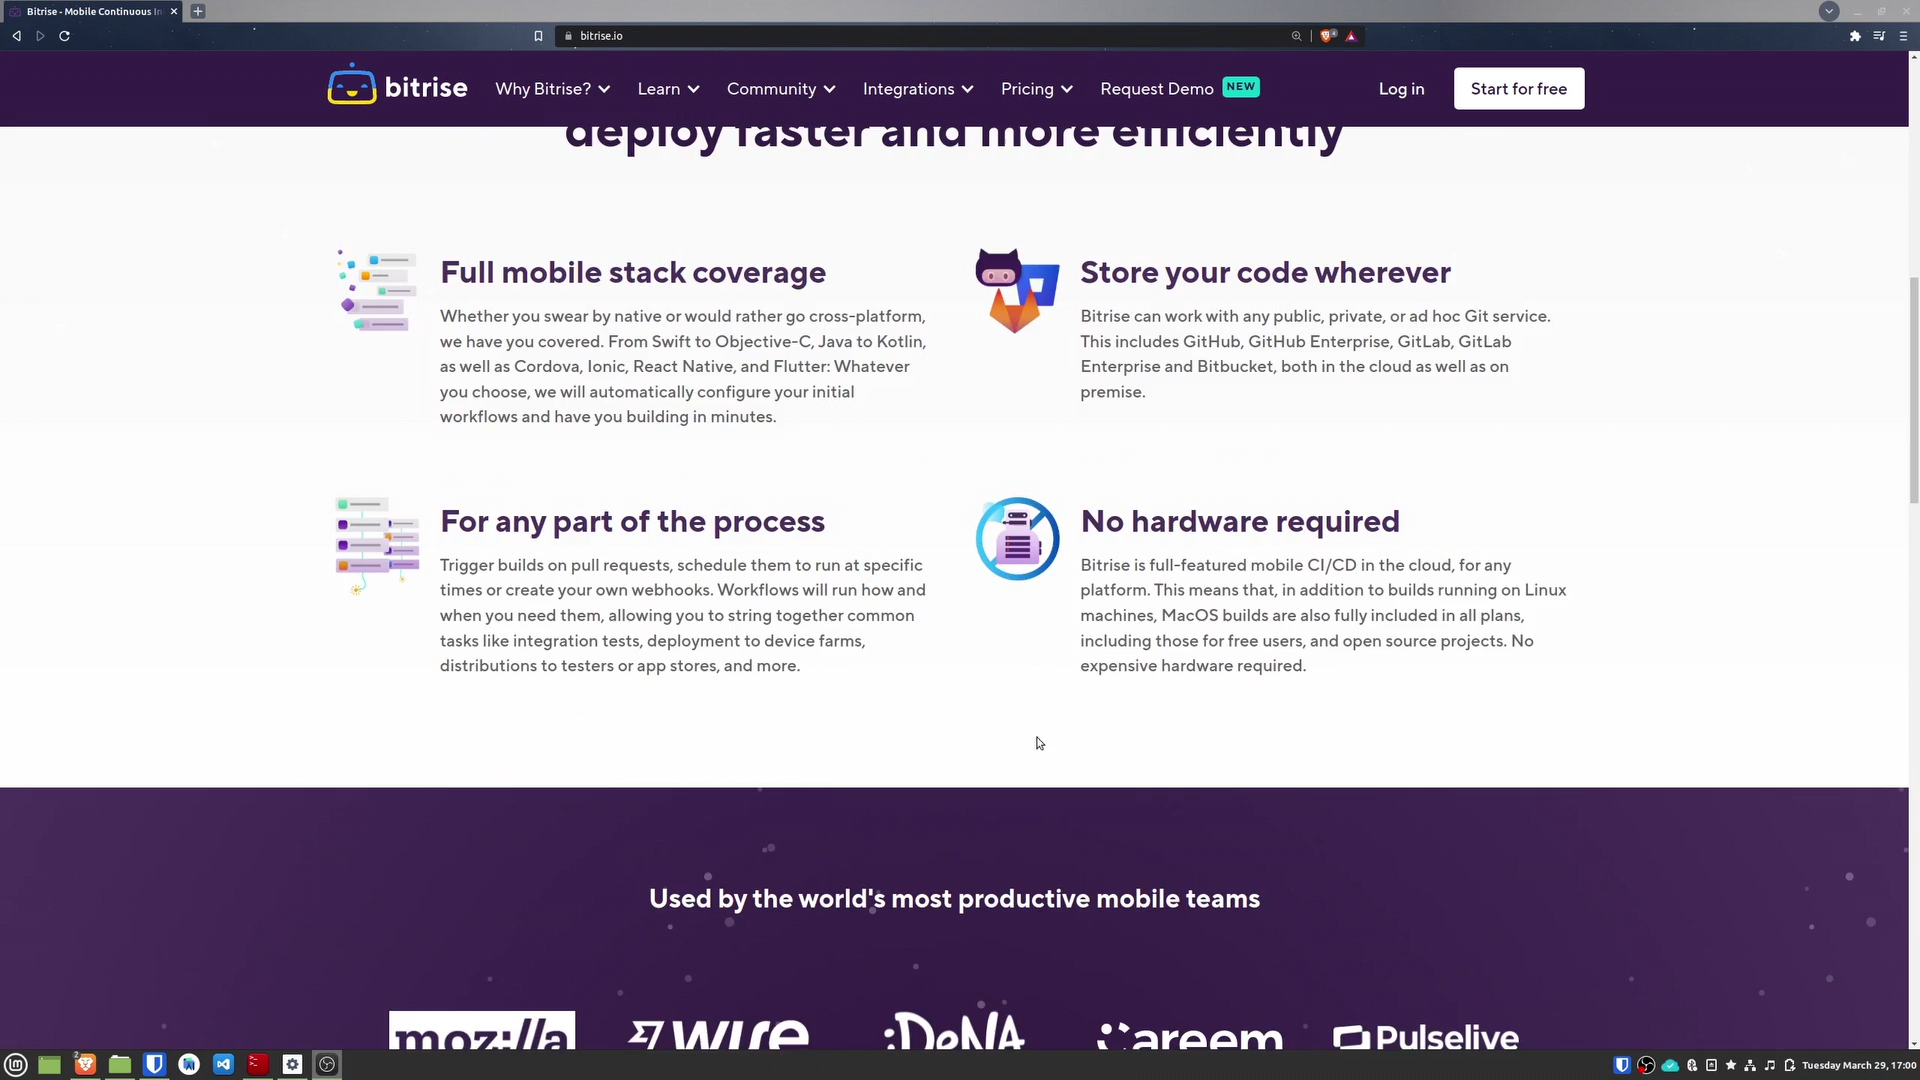 Bitrise - Mobile Continuous In
bitrise.io
4
bitrise
Why Bitrise?
Learn
Community
Integrations
Pricing
Request Demo
NEW
Log in
Start for free
deploy faster and more efficiently
Full mobile stack coverage
Whether you swear by native or would rather go cross-platform,
we have you covered. From Swift to Objective-C, Java to Kotlin,
as well as Cordova, Ionic, React Native, and Flutter: Whatever
you choose, we will automatically configure your initial
workflows and have you building in minutes.
Store your code wherever
Bitrise can work with any public, private, or ad hoc Git service.
This includes GitHub, GitHub Enterprise, GitLab, GitLab
Enterprise and Bitbucket, both in the cloud as well as on
premise.
For any part of the process
Trigger builds on pull requests, schedule them to run at specific
times or create your own webhooks. Workflows will run how and
when you need them, allowing you to string together common
tasks like integration tests, deployment to device farms,
distributions to testers or app stores, and more.
No hardware required
Bitrise is full-featured mobile CI/CD in the cloud, for any
platform. This means that, in addition to builds running on Linux
machines, MacOS builds are also fully included in all plans,
including those for free users, and open source projects. No
expensive hardware required.
Used by the world's most productive mobile teams
moz://a
WISE
:DeNA
Careem
Pulselive
2
Tuesday March 29, 17:00